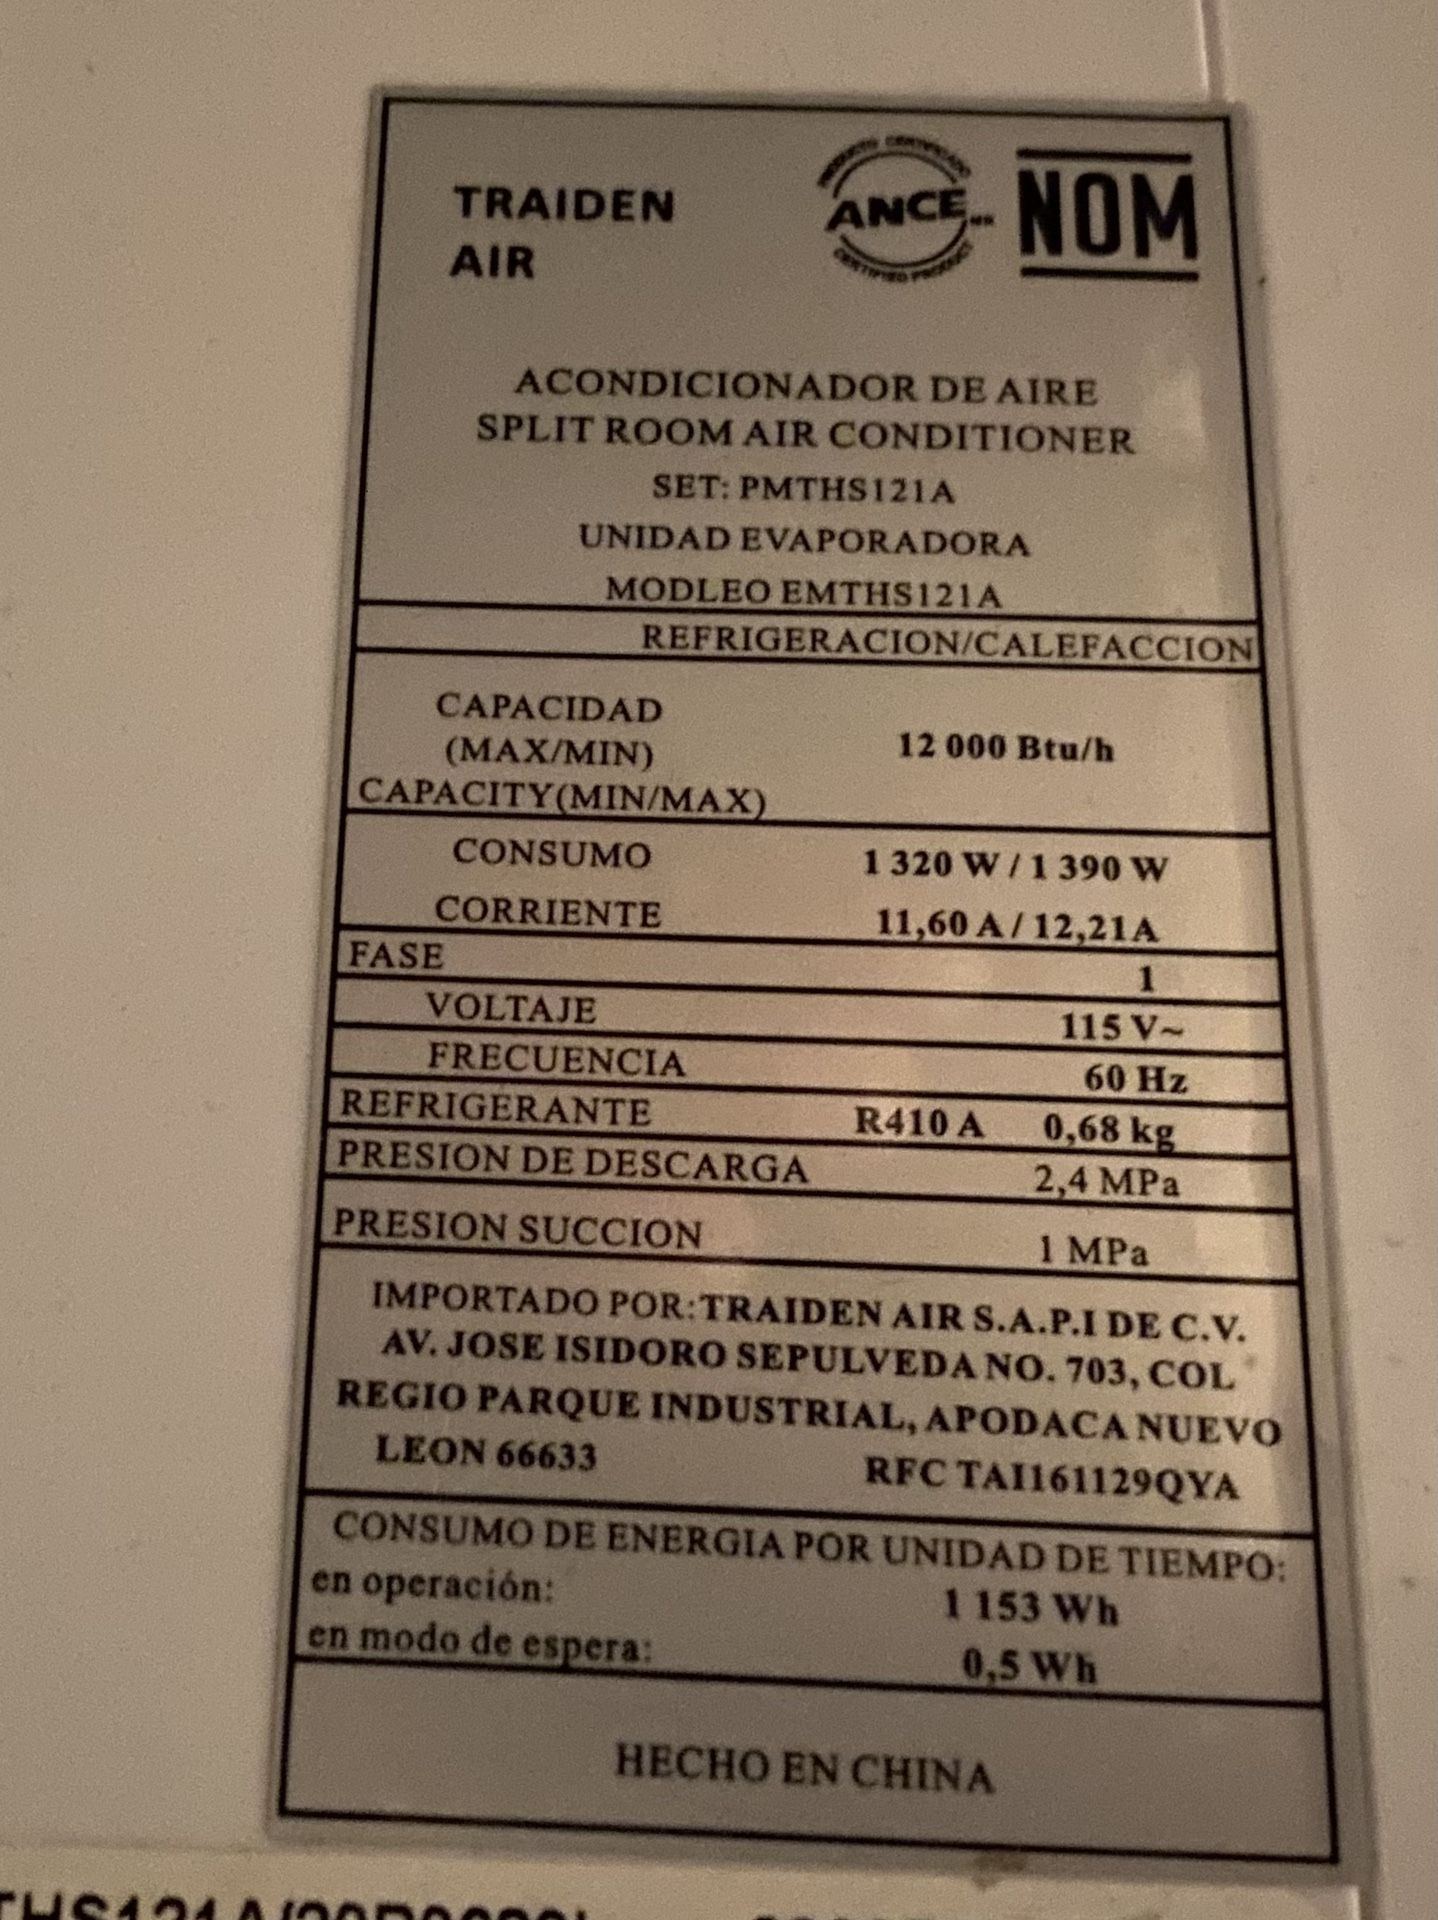 TRAIDEN
AIR
PRODUCTO CERTIFICADO
ANCE
CERTIFIED PRODUCT
NOM
ACONDICIONADOR DE AIRE
SPLIT ROOM AIR CONDITIONER
SET: PMTHS121A
UNIDAD EVAPORADORA
MODLEO EMTHS121A
REFRIGERACION/CALEFACCION
CAPACIDAD
(MAX/MIN) 12 000 Btu/h
CAPACITY(MIN/MAX)
CONSUMO 1 320 W / 1 390 W
CORRIENTE 11,60 A / 12,21A
FASE 1
VOLTAJE 115 V~
FRECUENCIA 60 Hz
REFRIGERANTE R410 A 0,68 kg
PRESION DE DESCARGA 2,4 MPa
PRESION SUCCION 1 MPa
IMPORTADO POR: TRAIDEN AIR S.A.P.I DE C.V.
AV. JOSE ISIDORO SEPULVEDA NO. 703, COL
REGIO PARQUE INDUSTRIAL, APODACA NUEVO
LEON 66633 RFC TAI161129QYA
CONSUMO DE ENERGIA POR UNIDAD DE TIEMPO:
en operación: 1 153 Wh
en modo de espera: 0,5 Wh
HECHO EN CHINA